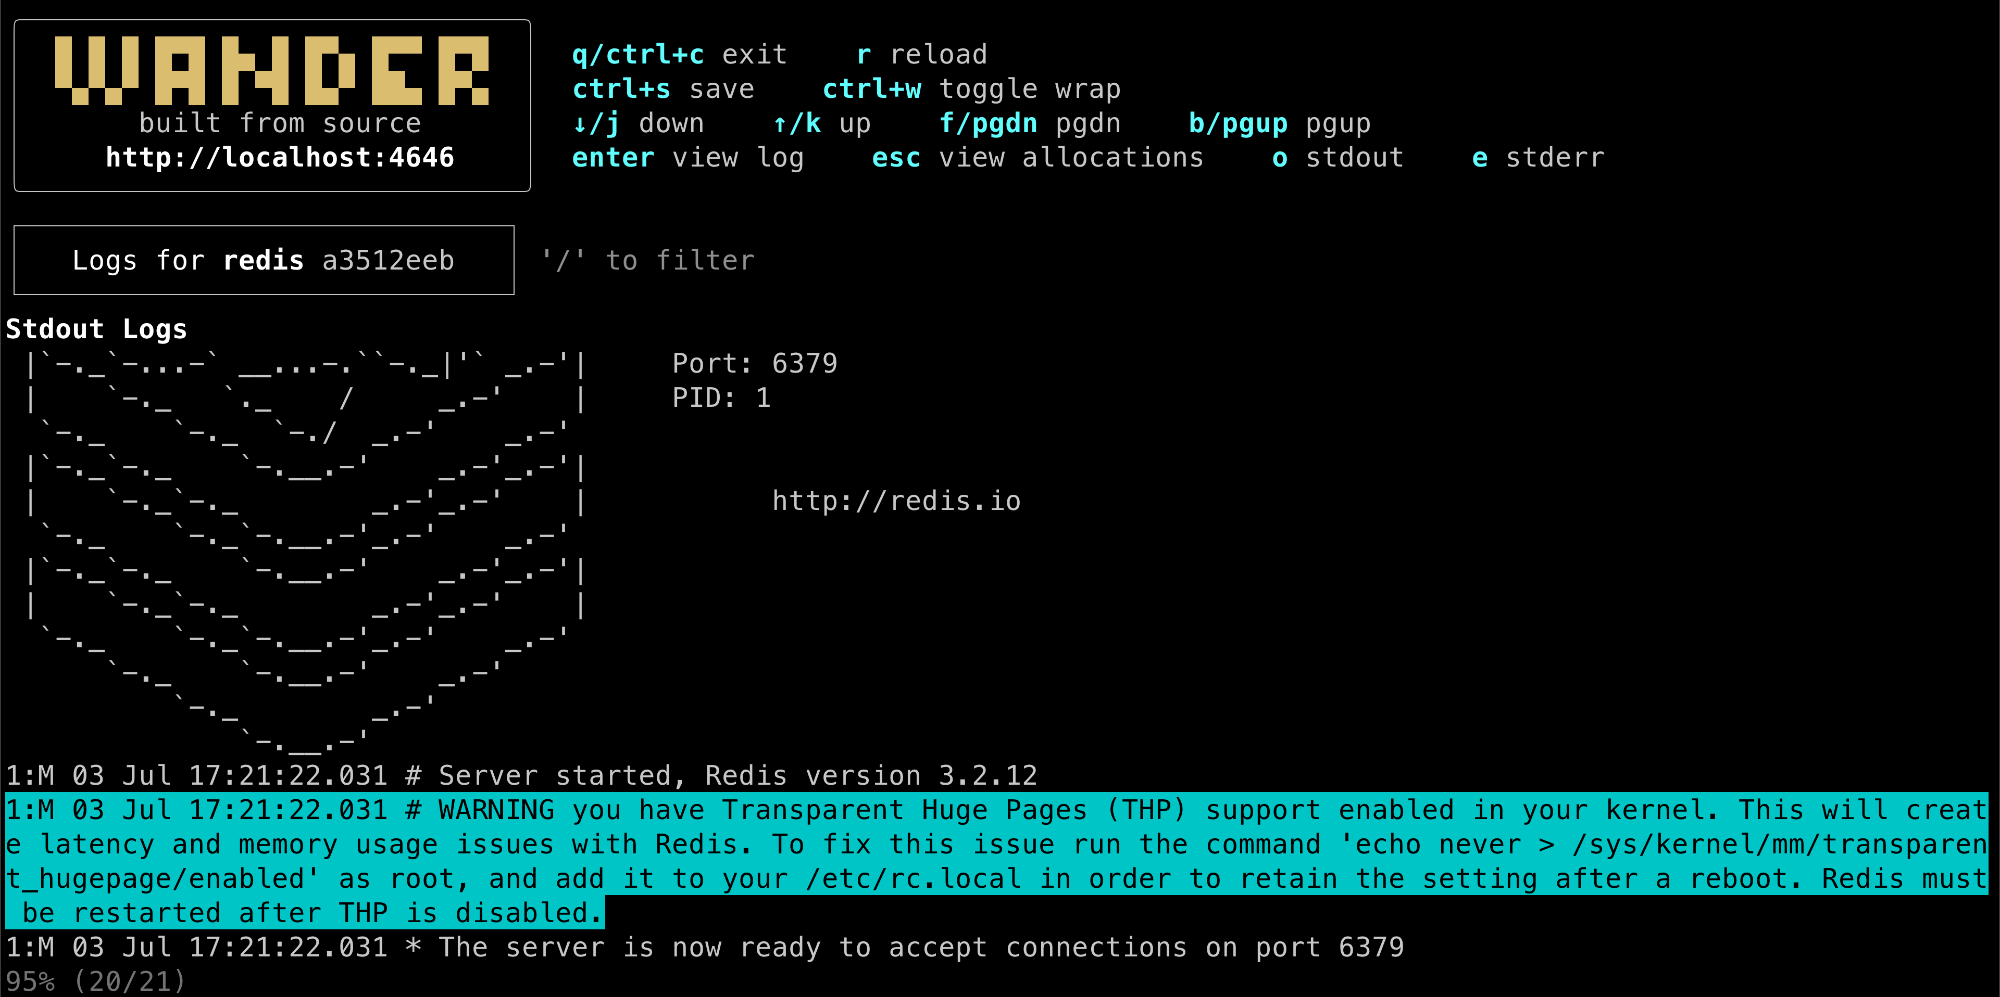 WANDER
built from source
http://localhost:4646
q/ctrl+c exit    r reload
ctrl+s save    ctrl+w toggle wrap
↓/j down    ↑/k up    f/pgdn pgdn    b/pgup pgup
enter view log    esc view allocations    o stdout    e stderr
Logs for redis a3512eeb
'/' to filter
Stdout Logs
 |`-._`-...-` __...-.``-._|'` _.-'|     Port: 6379
 |    `-._   `._    /     _.-'    |     PID: 1
  `-._    `-._  `-./  _.-'    _.-'
 |`-._`-._    `-.__.-'    _.-'_.-'|
 |    `-._`-._        _.-'_.-'    |           http://redis.io
  `-._    `-._`-.__.-'_.-'    _.-'
 |`-._`-._    `-.__.-'    _.-'_.-'|
 |    `-._`-._        _.-'_.-'    |
  `-._    `-._`-.__.-'_.-'    _.-'
      `-._    `-.__.-'    _.-'
          `-._        _.-'
              `-.__.-'
1:M 03 Jul 17:21:22.031 # Server started, Redis version 3.2.12
1:M 03 Jul 17:21:22.031 # WARNING you have Transparent Huge Pages (THP) support enabled in your kernel. This will creat
e latency and memory usage issues with Redis. To fix this issue run the command 'echo never > /sys/kernel/mm/transparen
t_hugepage/enabled' as root, and add it to your /etc/rc.local in order to retain the setting after a reboot. Redis must
 be restarted after THP is disabled.
1:M 03 Jul 17:21:22.031 * The server is now ready to accept connections on port 6379
95% (20/21)